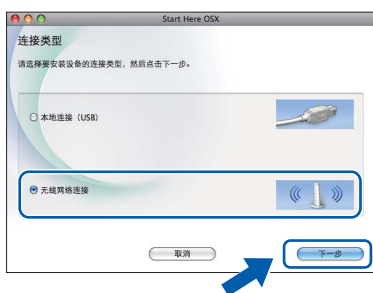 Start Here OSX
连接类型
请选择要安装设备的连接类型，然后点击下一步。
本地连接（USB）
无线网络连接
取消
下一步